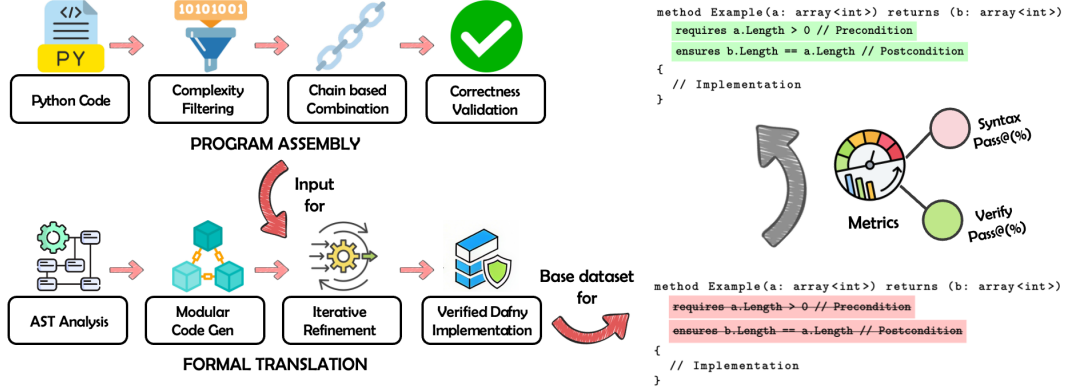 10101001
PY
Python Code
Complexity
Filtering
Chain based
Combination
Correctness
Validation
PROGRAM ASSEMBLY
Input
for
AST Analysis
Modular
Code Gen
Iterative
Refinement
Verified Dafny
Implementation
FORMAL TRANSLATION
Base dataset
for
method Example(a: array<int>) returns (b: array<int>)
requires a.Length > 0 // Precondition
ensures b.Length == a.Length // Postcondition
{
// Implementation
}
Metrics
Syntax
Pass@(%)
Verify
Pass@(%)
method Example(a: array<int>) returns (b: array<int>)
requires a.Length > 0 // Precondition
ensures b.Length == a.Length // Postcondition
{
// Implementation
}